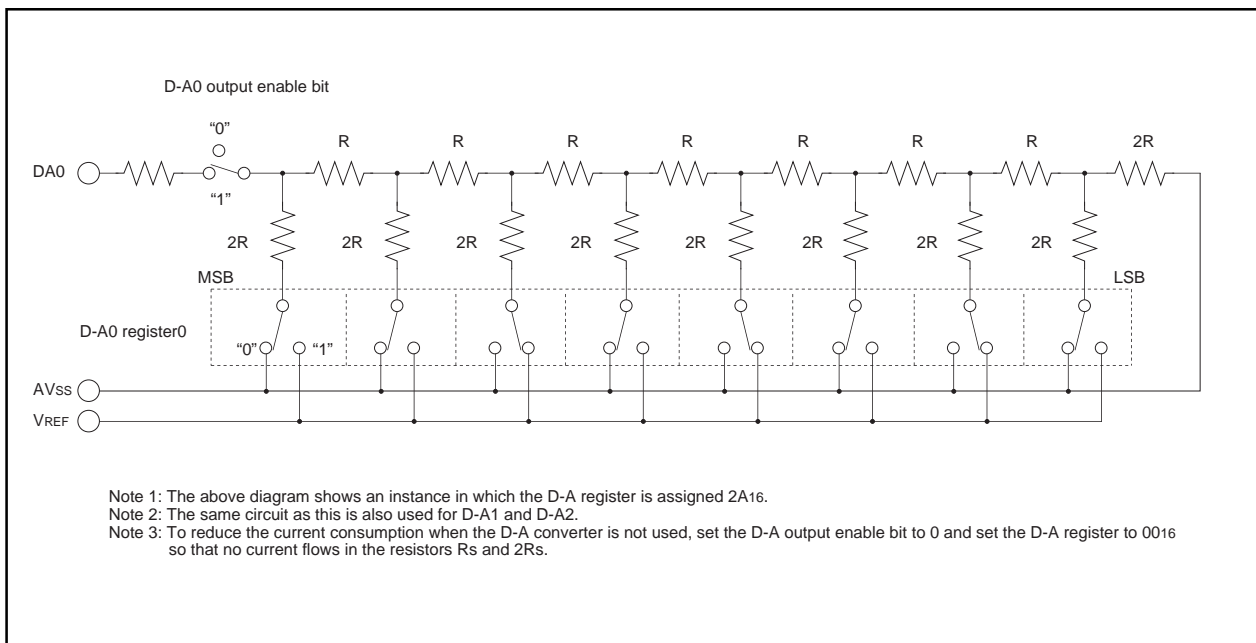 D-A0 output enable bit
“0”
R R R R R R R 2R
DA0
“1”
2R 2R 2R 2R 2R 2R 2R 2R
MSB LSB
D-A0 register0
“0” “1”
AVSS
VREF
Note 1: The above diagram shows an instance in which the D-A register is assigned 2A16.
Note 2: The same circuit as this is also used for D-A1 and D-A2.
Note 3: To reduce the current consumption when the D-A converter is not used, set the D-A output enable bit to 0 and set the D-A register to 0016
so that no current flows in the resistors Rs and 2Rs.